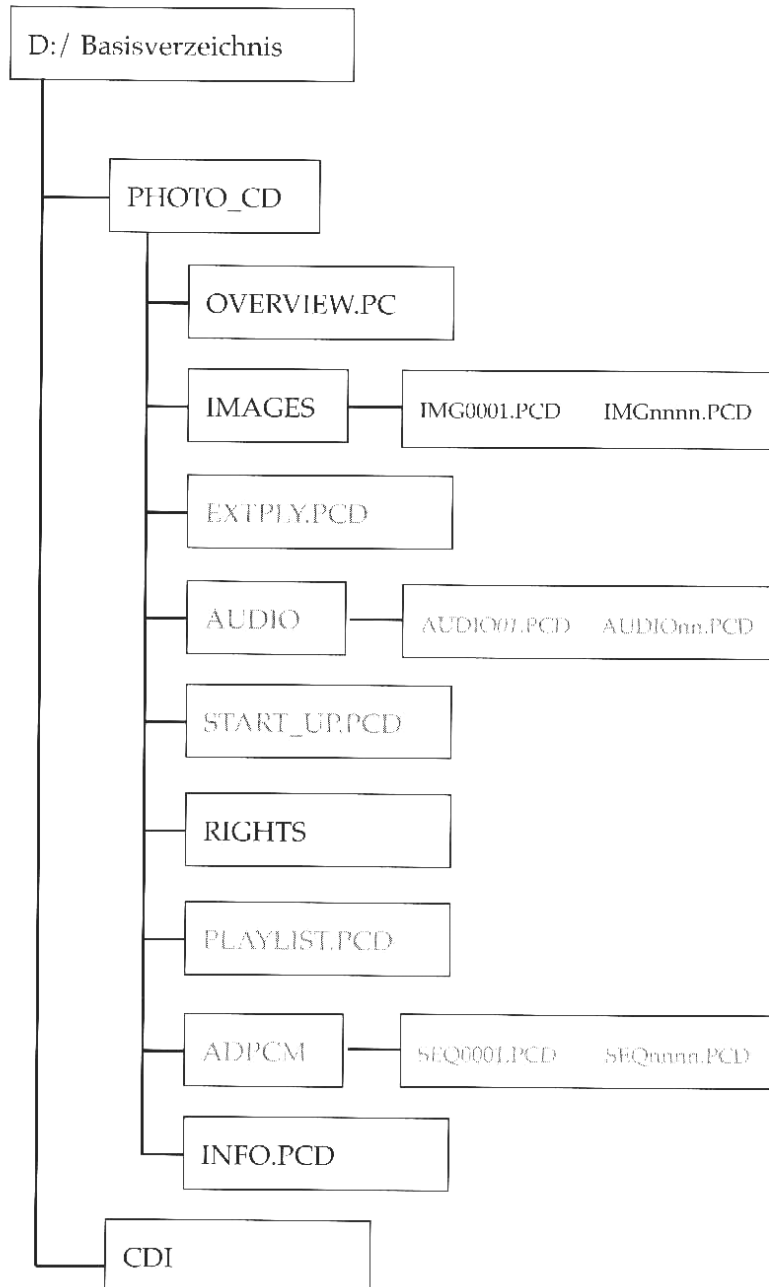 D:/ Basisverzeichnis
PHOTO_CD
OVERVIEW.PC
IMAGES IMG0001.PCD IMGnnnn.PCD
EXTPLY.PCD
AUDIO AUDIO01.PCD AUDIOnn.PCD
START_UP.PCD
RIGHTS
PLAYLIST.PCD
ADPCM SEQ0001.PCD SEQnnnn.PCD
INFO.PCD
CDI